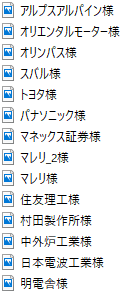 アルプスアルパイン様
オリエンタルモーター様
オリンパス様
スバル様
トヨタ様
パナソニック様
マネックス証券様
マレリ_2様
マレリ様
住友理工様
村田製作所様
中外炉工業様
日本電波工業様
明電舎様